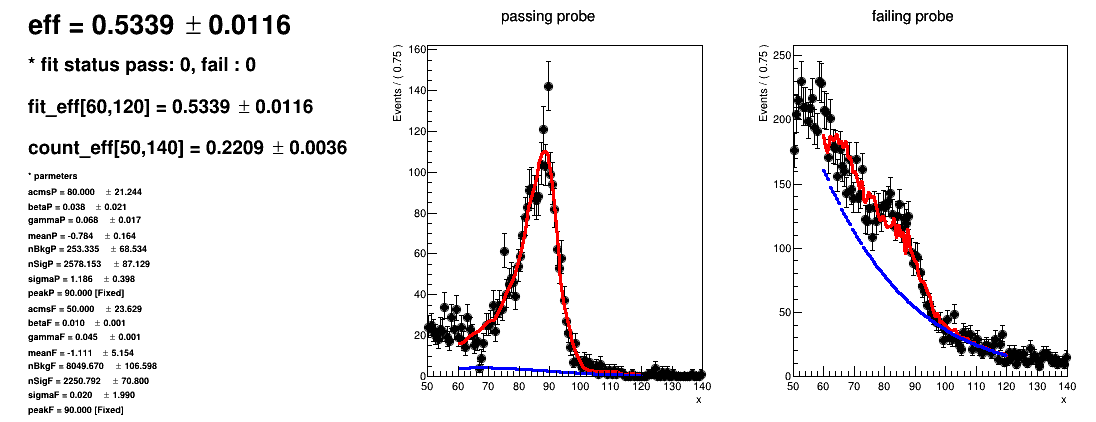 eff = 0.5339 ± 0.0116
* fit status pass: 0, fail : 0
fit_eff[60,120] = 0.5339 ± 0.0116
count_eff[50,140] = 0.2209 ± 0.0036
* parmeters
acmsP = 80.000 ± 21.244
betaP = 0.038 ± 0.021
gammaP = 0.068 ± 0.017
meanP = -0.784 ± 0.164
nBkgP = 253.335 ± 68.534
nSigP = 2578.153 ± 87.129
sigmaP = 1.186 ± 0.398
peakP = 90.000 [Fixed]
acmsF = 50.000 ± 23.629
betaF = 0.010 ± 0.001
gammaF = 0.045 ± 0.001
meanF = -1.111 ± 5.154
nBkgF = 8049.670 ± 106.598
nSigF = 2250.792 ± 70.800
sigmaF = 0.020 ± 1.990
peakF = 90.000 [Fixed]
passing probe
Events / ( 0.75 )
160
140
120
100
80
60
40
20
0
50 60 70 80 90 100 110 120 130 140
x
failing probe
Events / ( 0.75 )
250
200
150
100
50
0
50 60 70 80 90 100 110 120 130 140
x